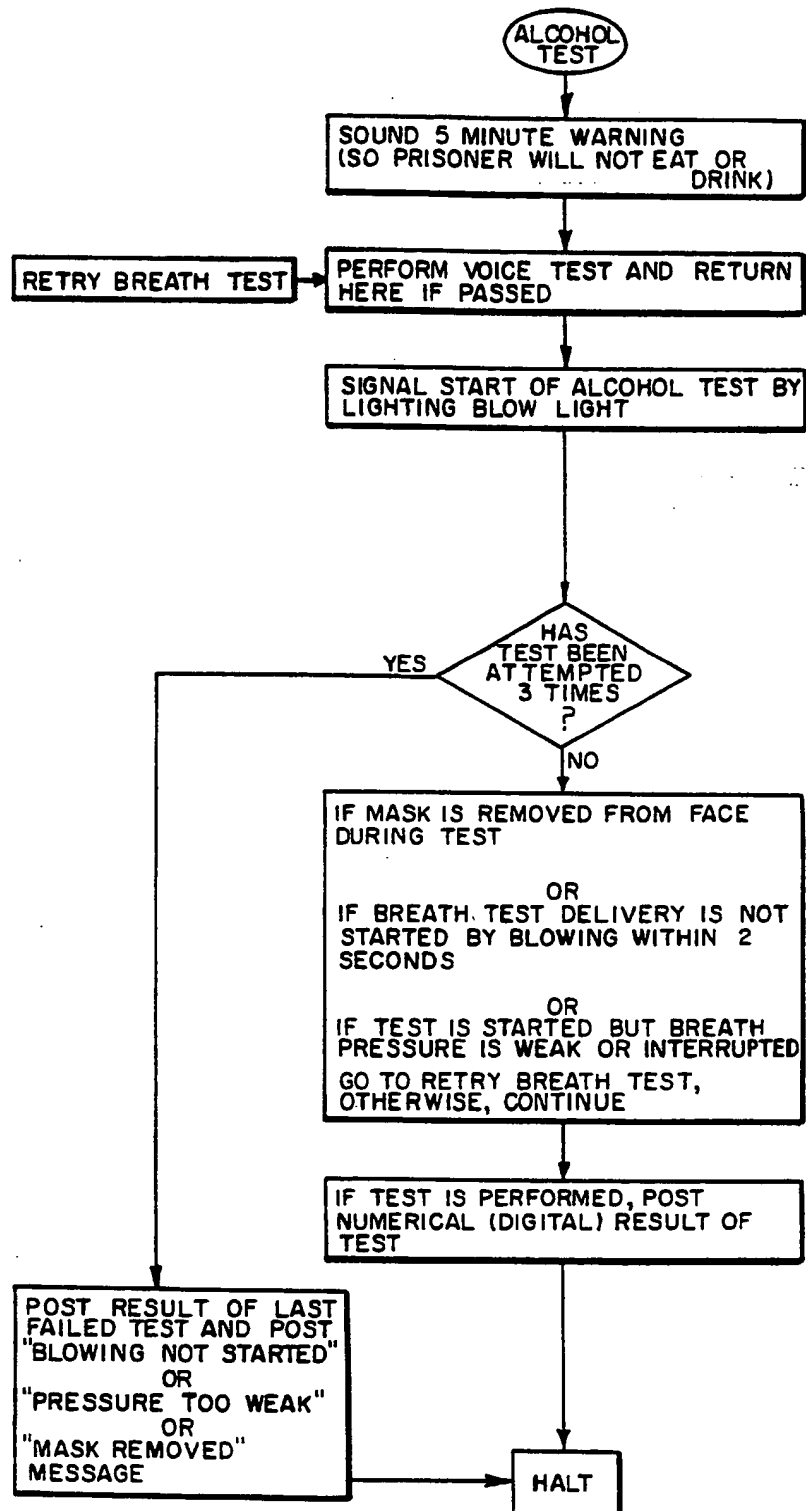 ALCOHOL
TEST
SOUND 5 MINUTE WARNING
(SO PRISONER WILL NOT EAT OR
DRINK)
RETRY BREATH TEST
PERFORM VOICE TEST AND RETURN
HERE IF PASSED
SIGNAL START OF ALCOHOL TEST BY
LIGHTING BLOW LIGHT
HAS
TEST BEEN
ATTEMPTED
3 TIMES
?
YES
NO
IF MASK IS REMOVED FROM FACE
DURING TEST
OR
IF BREATH TEST DELIVERY IS NOT
STARTED BY BLOWING WITHIN 2
SECONDS
OR
IF TEST IS STARTED BUT BREATH
PRESSURE IS WEAK OR INTERRUPTED
GO TO RETRY BREATH TEST,
OTHERWISE, CONTINUE
IF TEST IS PERFORMED, POST
NUMERICAL (DIGITAL) RESULT OF
TEST
POST RESULT OF LAST
FAILED TEST AND POST
"BLOWING NOT STARTED"
OR
"PRESSURE TOO WEAK"
OR
"MASK REMOVED"
MESSAGE
HALT